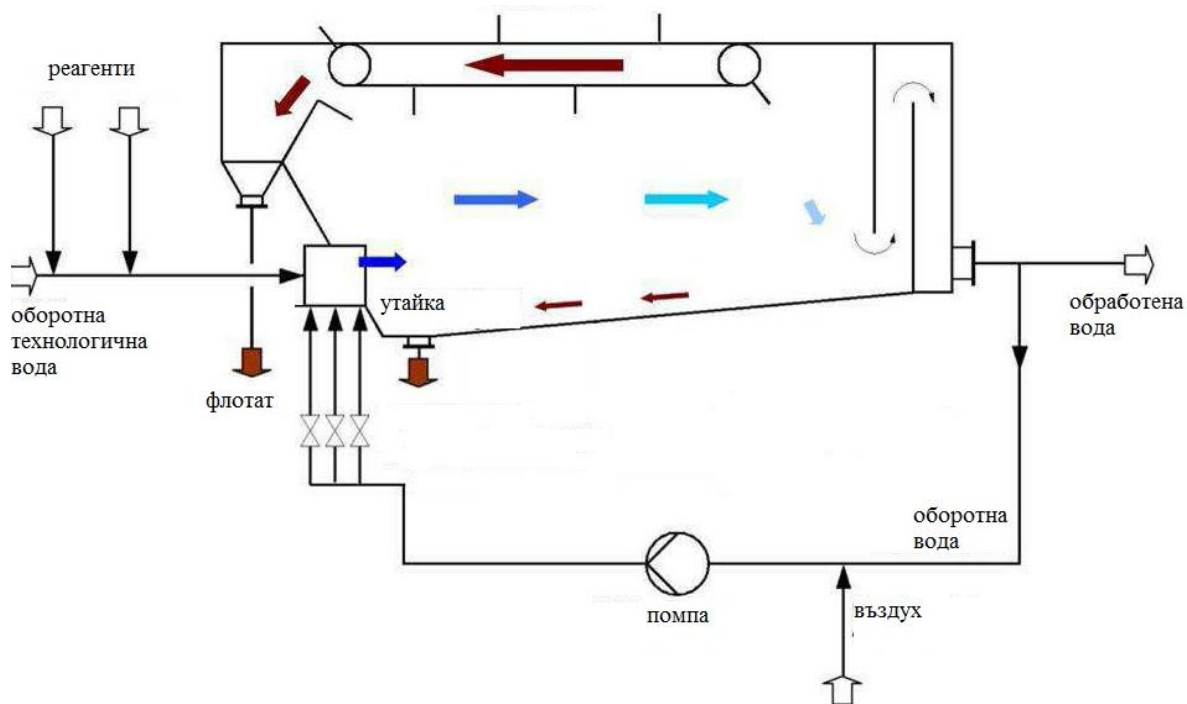 реагенти
оборотна
технологична
вода
флотат
утайка
обработена
вода
оборотна
вода
помпа
въздух